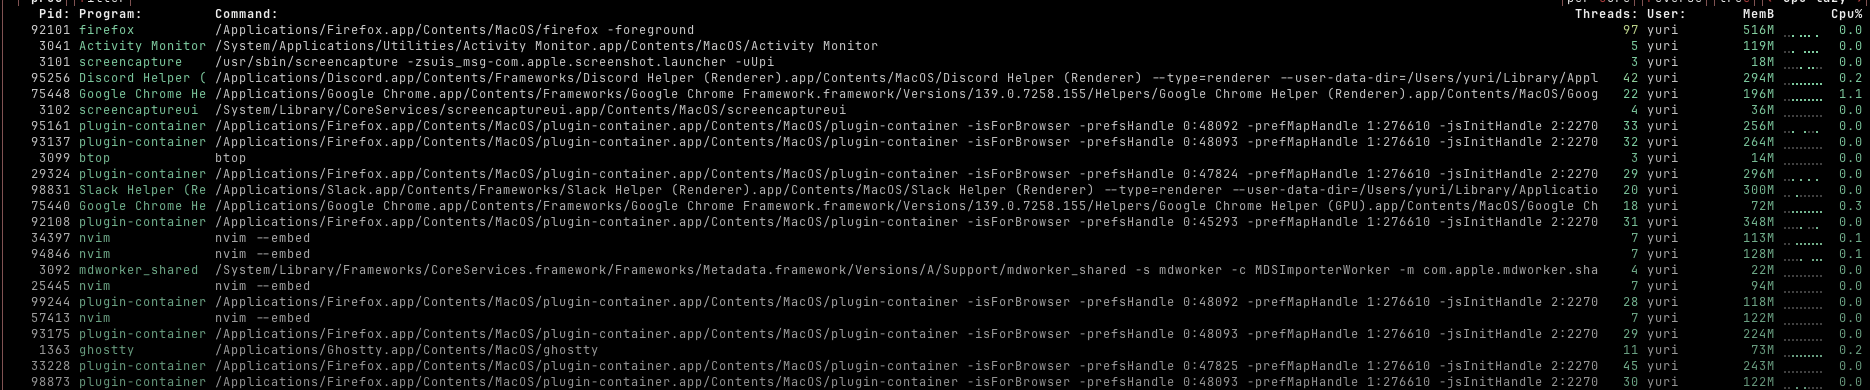 Pid: Program: Command: Threads: User: MemB Cpu%
92101 firefox /Applications/Firefox.app/Contents/MacOS/firefox -foreground 97 yuri 516M 0.0
3041 Activity Monitor /System/Applications/Utilities/Activity Monitor.app/Contents/MacOS/Activity Monitor 5 yuri 119M 0.0
3101 screencapture /usr/sbin/screencapture -zsuis_msg-com.apple.screenshot.launcher -uUpi 3 yuri 18M 0.0
95256 Discord Helper ( /Applications/Discord.app/Contents/Frameworks/Discord Helper (Renderer).app/Contents/MacOS/Discord Helper (Renderer) --type=renderer --user-data-dir=/Users/yuri/Library/Appl 42 yuri 294M 0.2
75448 Google Chrome He /Applications/Google Chrome.app/Contents/Frameworks/Google Chrome Framework.framework/Versions/139.0.7258.155/Helpers/Google Chrome Helper (Renderer).app/Contents/MacOS/Goog 22 yuri 196M 1.1
3102 screencaptureui /System/Library/CoreServices/screencaptureui.app/Contents/MacOS/screencaptureui 4 yuri 36M 0.0
95161 plugin-container /Applications/Firefox.app/Contents/MacOS/plugin-container.app/Contents/MacOS/plugin-container -isForBrowser -prefsHandle 0:48092 -prefMapHandle 1:276610 -jsInitHandle 2:2270 33 yuri 256M 0.0
93137 plugin-container /Applications/Firefox.app/Contents/MacOS/plugin-container.app/Contents/MacOS/plugin-container -isForBrowser -prefsHandle 0:48093 -prefMapHandle 1:276610 -jsInitHandle 2:2270 32 yuri 264M 0.0
3099 btop btop 3 yuri 14M 0.0
29324 plugin-container /Applications/Firefox.app/Contents/MacOS/plugin-container.app/Contents/MacOS/plugin-container -isForBrowser -prefsHandle 0:47824 -prefMapHandle 1:276610 -jsInitHandle 2:2270 29 yuri 296M 0.0
98831 Slack Helper (Re /Applications/Slack.app/Contents/Frameworks/Slack Helper (Renderer).app/Contents/MacOS/Slack Helper (Renderer) --type=renderer --user-data-dir=/Users/yuri/Library/Applicatio 20 yuri 300M 0.0
75440 Google Chrome He /Applications/Google Chrome.app/Contents/Frameworks/Google Chrome Framework.framework/Versions/139.0.7258.155/Helpers/Google Chrome Helper (GPU).app/Contents/MacOS/Google Ch 18 yuri 72M 0.3
92108 plugin-container /Applications/Firefox.app/Contents/MacOS/plugin-container.app/Contents/MacOS/plugin-container -isForBrowser -prefsHandle 0:45293 -prefMapHandle 1:276610 -jsInitHandle 2:2270 31 yuri 348M 0.0
34397 nvim nvim --embed 7 yuri 113M 0.1
94846 nvim nvim --embed 7 yuri 128M 0.1
3092 mdworker_shared /System/Library/Frameworks/CoreServices.framework/Frameworks/Metadata.framework/Versions/A/Support/mdworker_shared -s mdworker -c MDSImporterWorker -m com.apple.mdworker.sha 4 yuri 22M 0.0
25445 nvim nvim --embed 7 yuri 94M 0.0
99244 plugin-container /Applications/Firefox.app/Contents/MacOS/plugin-container.app/Contents/MacOS/plugin-container -isForBrowser -prefsHandle 0:48092 -prefMapHandle 1:276610 -jsInitHandle 2:2270 28 yuri 118M 0.0
57413 nvim nvim --embed 7 yuri 122M 0.0
93175 plugin-container /Applications/Firefox.app/Contents/MacOS/plugin-container.app/Contents/MacOS/plugin-container -isForBrowser -prefsHandle 0:48093 -prefMapHandle 1:276610 -jsInitHandle 2:2270 29 yuri 224M 0.0
1363 ghostty /Applications/Ghostty.app/Contents/MacOS/ghostty 11 yuri 73M 0.2
33228 plugin-container /Applications/Firefox.app/Contents/MacOS/plugin-container.app/Contents/MacOS/plugin-container -isForBrowser -prefsHandle 0:47825 -prefMapHandle 1:276610 -jsInitHandle 2:2270 45 yuri 243M 0.0
98873 plugin-container /Applications/Firefox.app/Contents/MacOS/plugin-container.app/Contents/MacOS/plugin-container -isForBrowser -prefsHandle 0:48093 -prefMapHandle 1:276610 -jsInitHandle 2:2270 30 yuri 122M 0.0